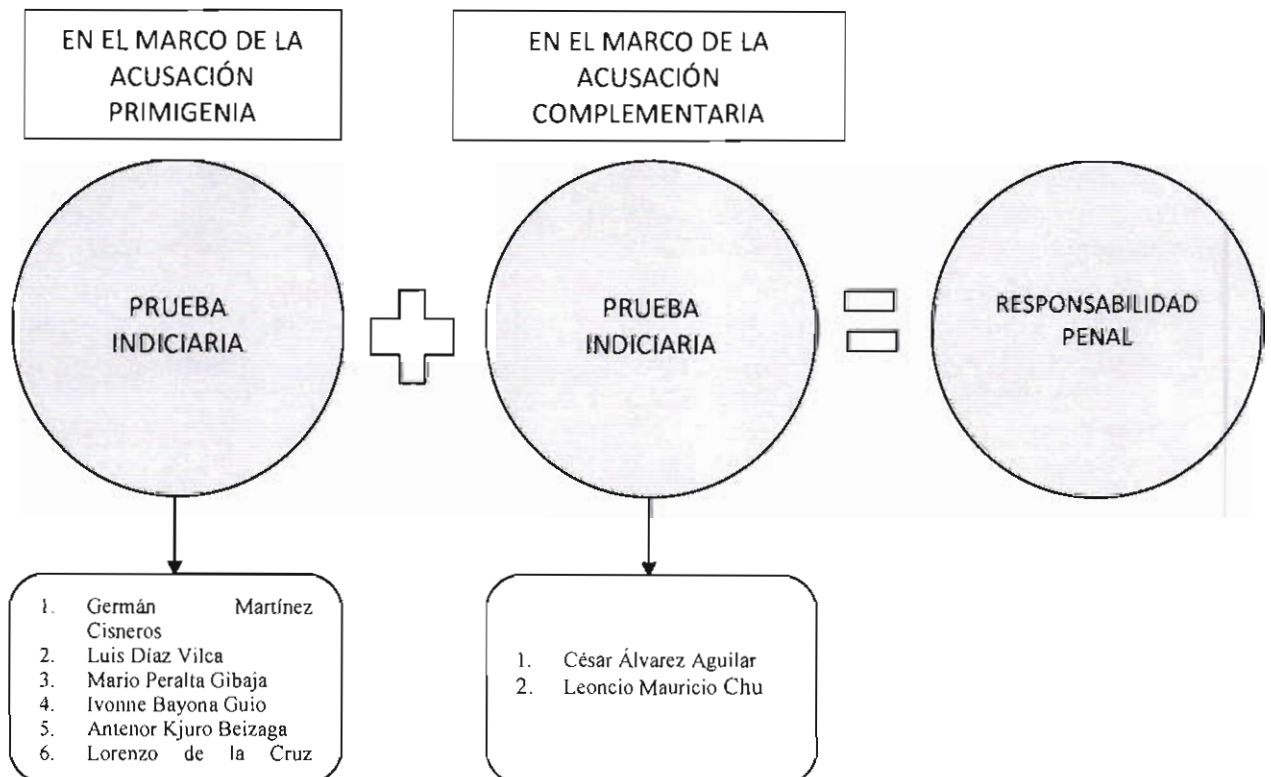 EN EL MARCO DE LA
ACUSACIÓN
PRIMIGENIA
EN EL MARCO DE LA
ACUSACIÓN
COMPLEMENTARIA
PRUEBA
INDICIARIA
PRUEBA
INDICIARIA
RESPONSABILIDAD
PENAL
1. Germán Martínez
Cisneros
2. Luis Díaz Vilca
3. Mario Peralta Gibaja
4. Ivonne Bayona Guio
5. Antenor Kjuro Beizaga
6. Lorenzo de la Cruz
1. César Álvarez Aguilar
2. Leoncio Mauricio Chu